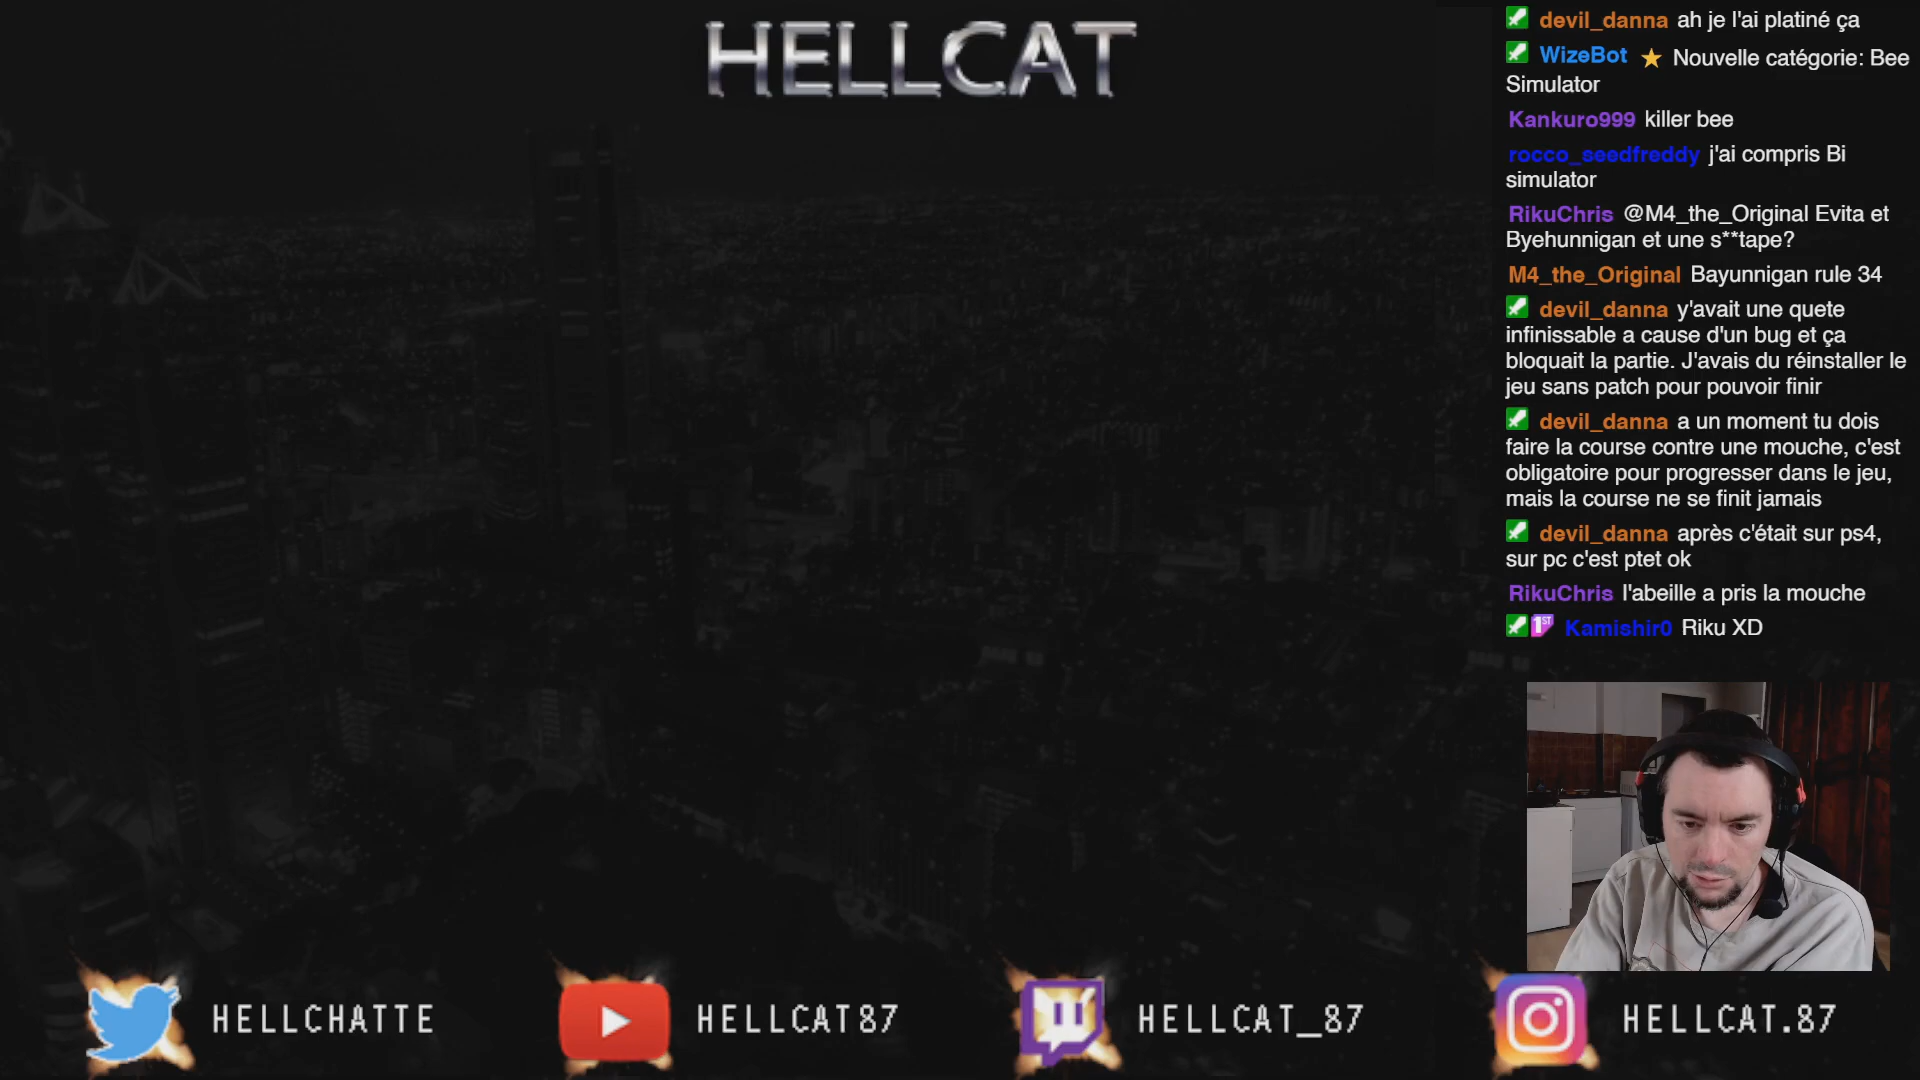 HELLCAT
devil_danna ah je l'ai platiné ça
WizeBot ★ Nouvelle catégorie: Bee
Simulator
Kankuro999 killer bee
rocco_seedfreddy j'ai compris Bi
simulator
RikuChris @M4_the_Original Evita et
Byehunnigan et une s**tape?
M4_the_Original Bayunnigan rule 34
devil_danna y'avait une quete
infinissable a cause d'un bug et ça
bloquait la partie. J'avais du réinstaller le
jeu sans patch pour pouvoir finir
devil_danna a un moment tu dois
faire la course contre une mouche, c'est
obligatoire pour progresser dans le jeu,
mais la course ne se finit jamais
devil_danna après c'était sur ps4,
sur pc c'est ptet ok
RikuChris l'abeille a pris la mouche
1ST Kamishir0 Riku XD
HELLCHATTE
HELLCAT87
HELLCAT_87
HELLCAT.87